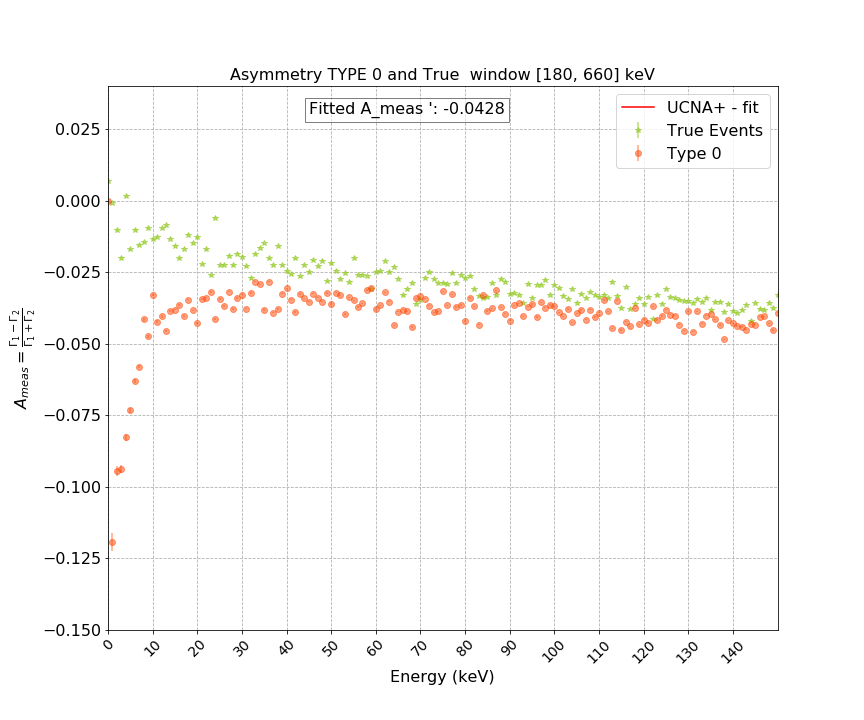 Asymmetry TYPE 0 and True  window [180, 660] keV
Fitted A_meas ': -0.0428
UCNA+ - fit
True Events
Type 0
0.025
0.000
−0.025
−0.050
−0.075
−0.100
−0.125
−0.150
A_meas = (Γ1 − Γ2) / (Γ1 + Γ2)
0 10 20 30 40 50 60 70 80 90 100 110 120 130 140
Energy (keV)